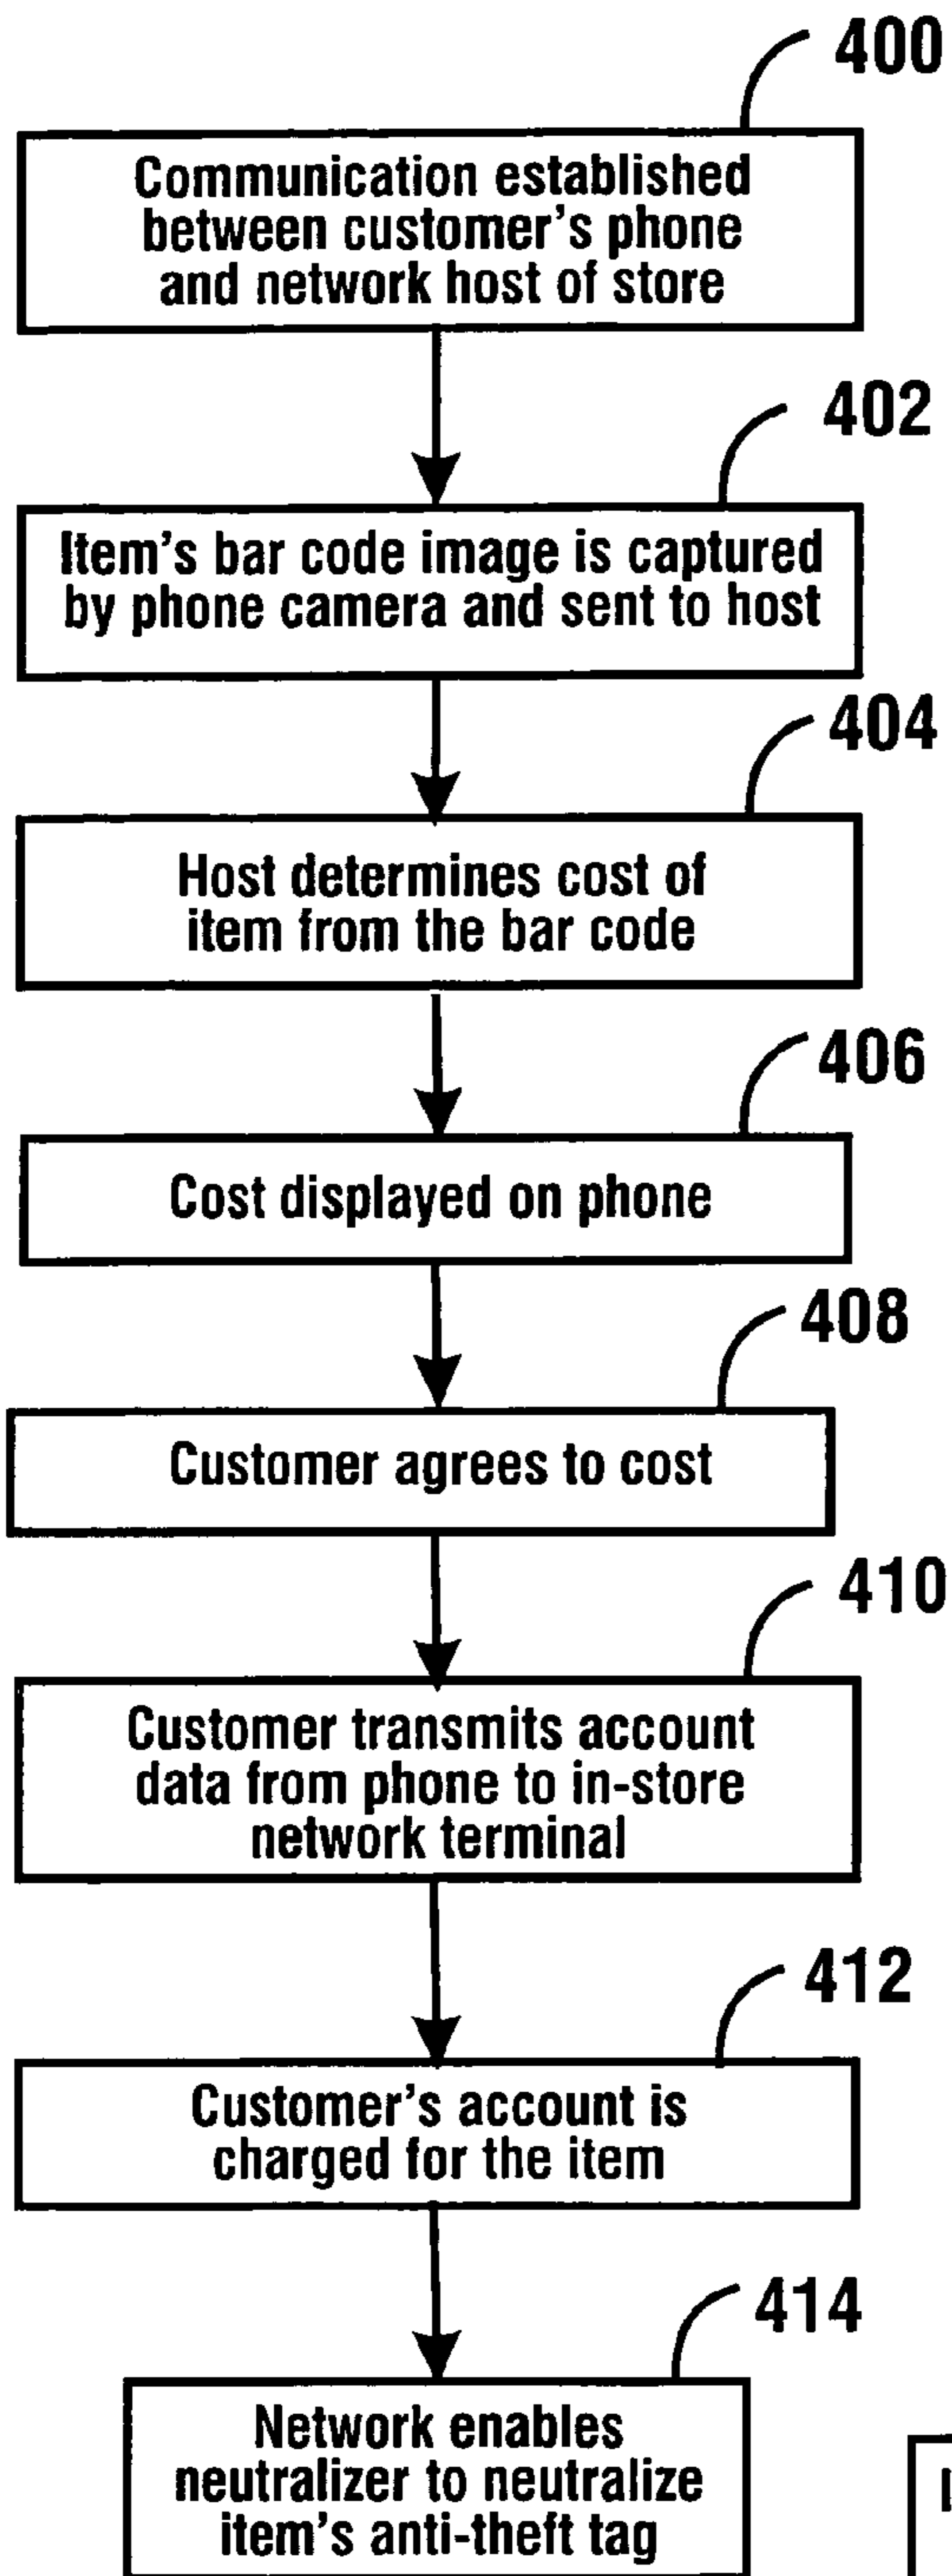 400
Communication established
between customer's phone
and network host of store
402
Item's bar code image is captured
by phone camera and sent to host
404
Host determines cost of
item from the bar code
406
Cost displayed on phone
408
Customer agrees to cost
410
Customer transmits account
data from phone to in-store
network terminal
412
Customer's account is
charged for the item
414
Network enables
neutralizer to neutralize
item's anti-theft tag